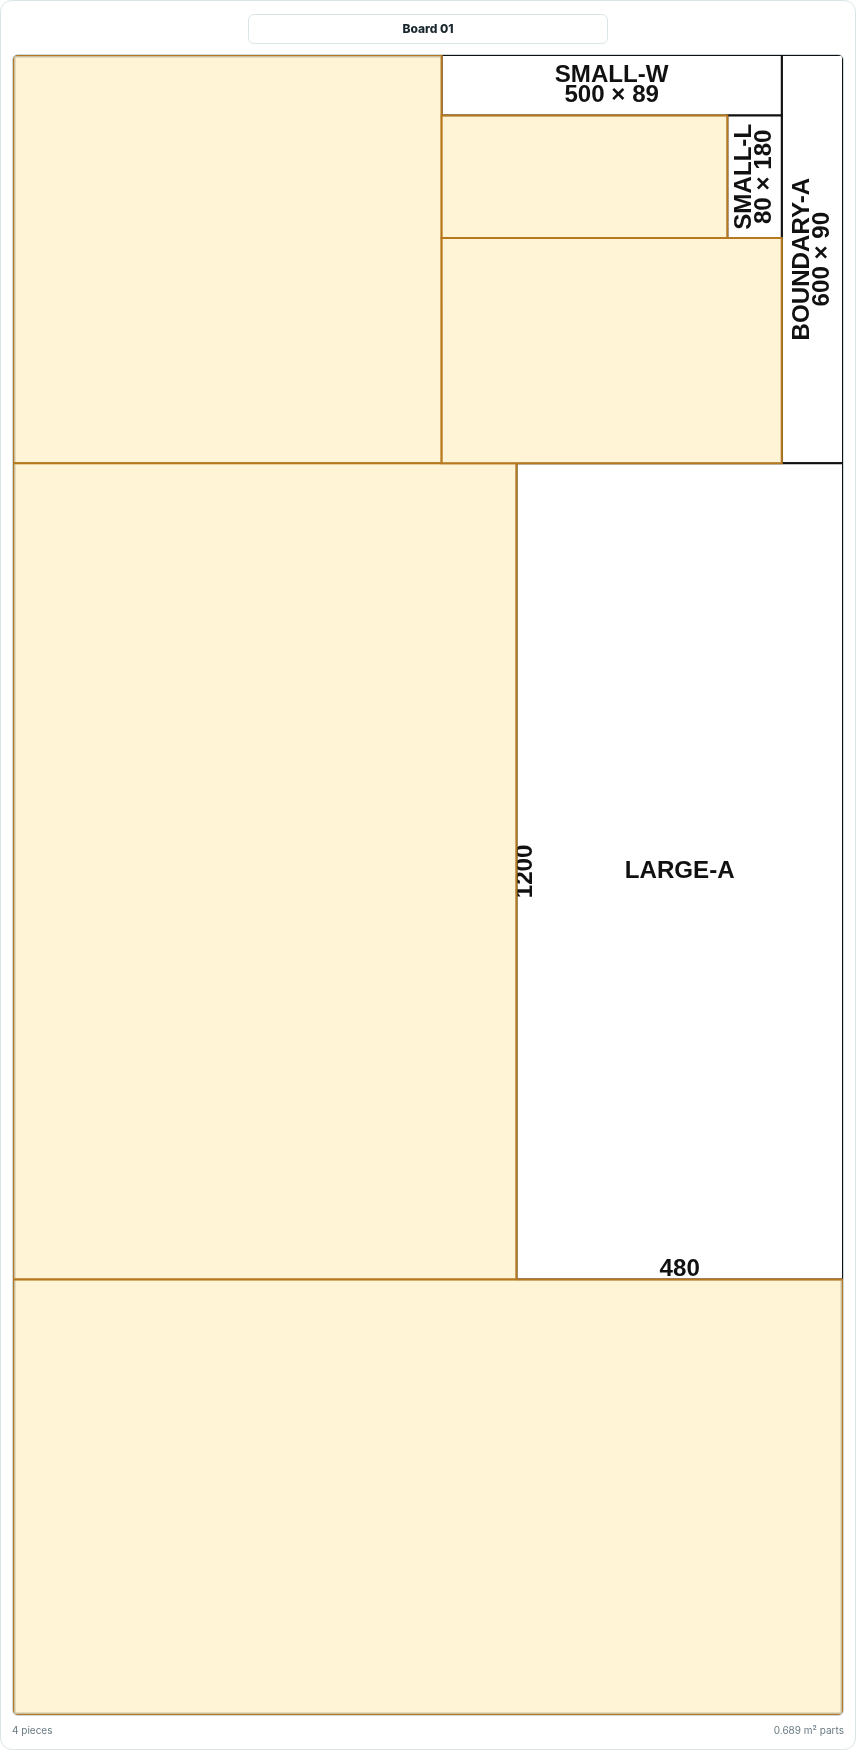 Board 01
SMALL-W
500 × 89
SMALL-L
80 × 180
BOUNDARY-A
600 × 90
1200
LARGE-A
480
4 pieces
0.689 m² parts